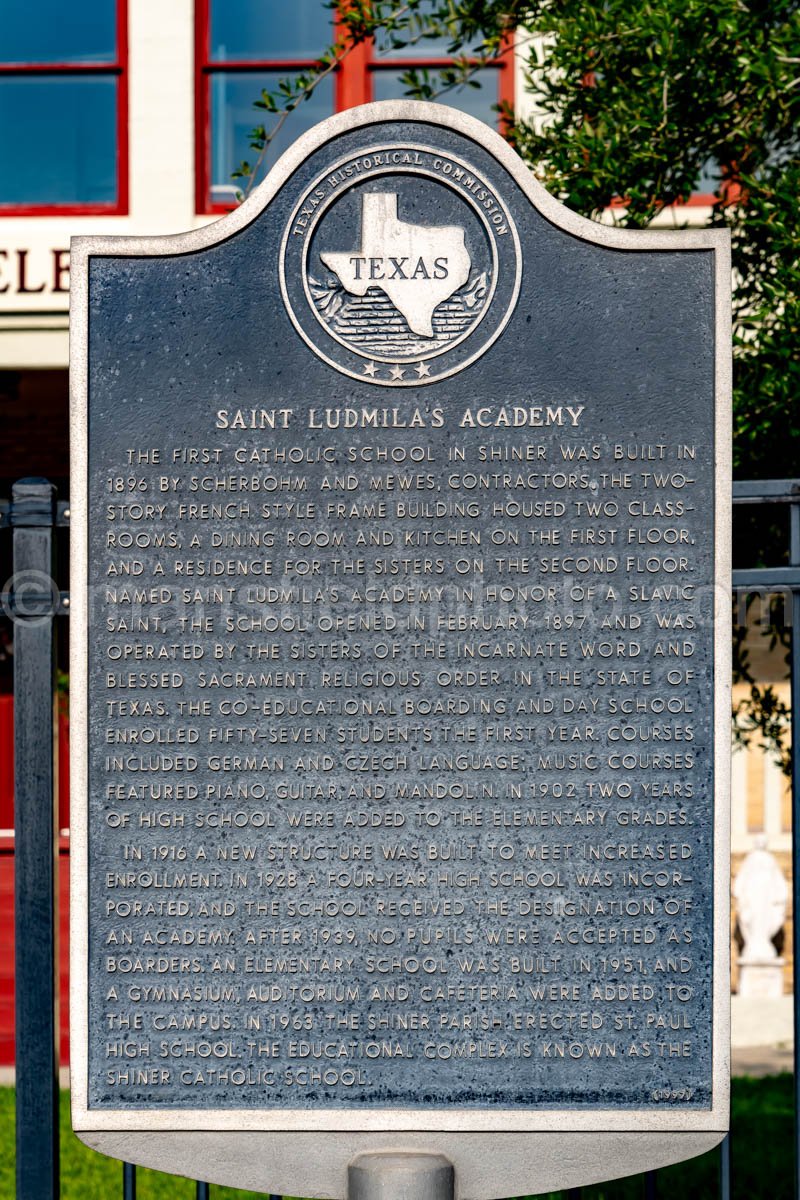 TEXAS HISTORICAL COMMISSION
TEXAS
ELE
SAINT LUDMILA'S ACADEMY
THE FIRST CATHOLIC SCHOOL IN SHINER WAS BUILT IN
1896 BY SCHERBOHM AND MEWES, CONTRACTORS. THE TWO-
STORY FRENCH STYLE FRAME BUILDING HOUSED TWO CLASS-
ROOMS, A DINING ROOM AND KITCHEN ON THE FIRST FLOOR,
AND A RESIDENCE FOR THE SISTERS ON THE SECOND FLOOR.
NAMED SAINT LUDMILA'S ACADEMY IN HONOR OF A SLAVIC
SAINT, THE SCHOOL OPENED IN FEBRUARY 1897 AND WAS
OPERATED BY THE SISTERS OF THE INCARNATE WORD AND
BLESSED SACRAMENT RELIGIOUS ORDER IN THE STATE OF
TEXAS. THE CO-EDUCATIONAL BOARDING AND DAY SCHOOL
ENROLLED FIFTY-SEVEN STUDENTS THE FIRST YEAR. COURSES
INCLUDED GERMAN AND CZECH LANGUAGE; MUSIC COURSES
FEATURED PIANO, GUITAR, AND MANDOLIN. IN 1902 TWO YEARS
OF HIGH SCHOOL WERE ADDED TO THE ELEMENTARY GRADES.
IN 1916 A NEW STRUCTURE WAS BUILT TO MEET INCREASED
ENROLLMENT. IN 1928 A FOUR-YEAR HIGH SCHOOL WAS INCOR-
PORATED, AND THE SCHOOL RECEIVED THE DESIGNATION OF
AN ACADEMY. AFTER 1939, NO PUPILS WERE ACCEPTED AS
BOARDERS. AN ELEMENTARY SCHOOL WAS BUILT IN 1951, AND
A GYMNASIUM, AUDITORIUM AND CAFETERIA WERE ADDED TO
THE CAMPUS. IN 1963 THE SHINER PARISH ERECTED ST. PAUL
HIGH SCHOOL. THE EDUCATIONAL COMPLEX IS KNOWN AS THE
SHINER CATHOLIC SCHOOL.
(1997)
© mansfieldphoto.com